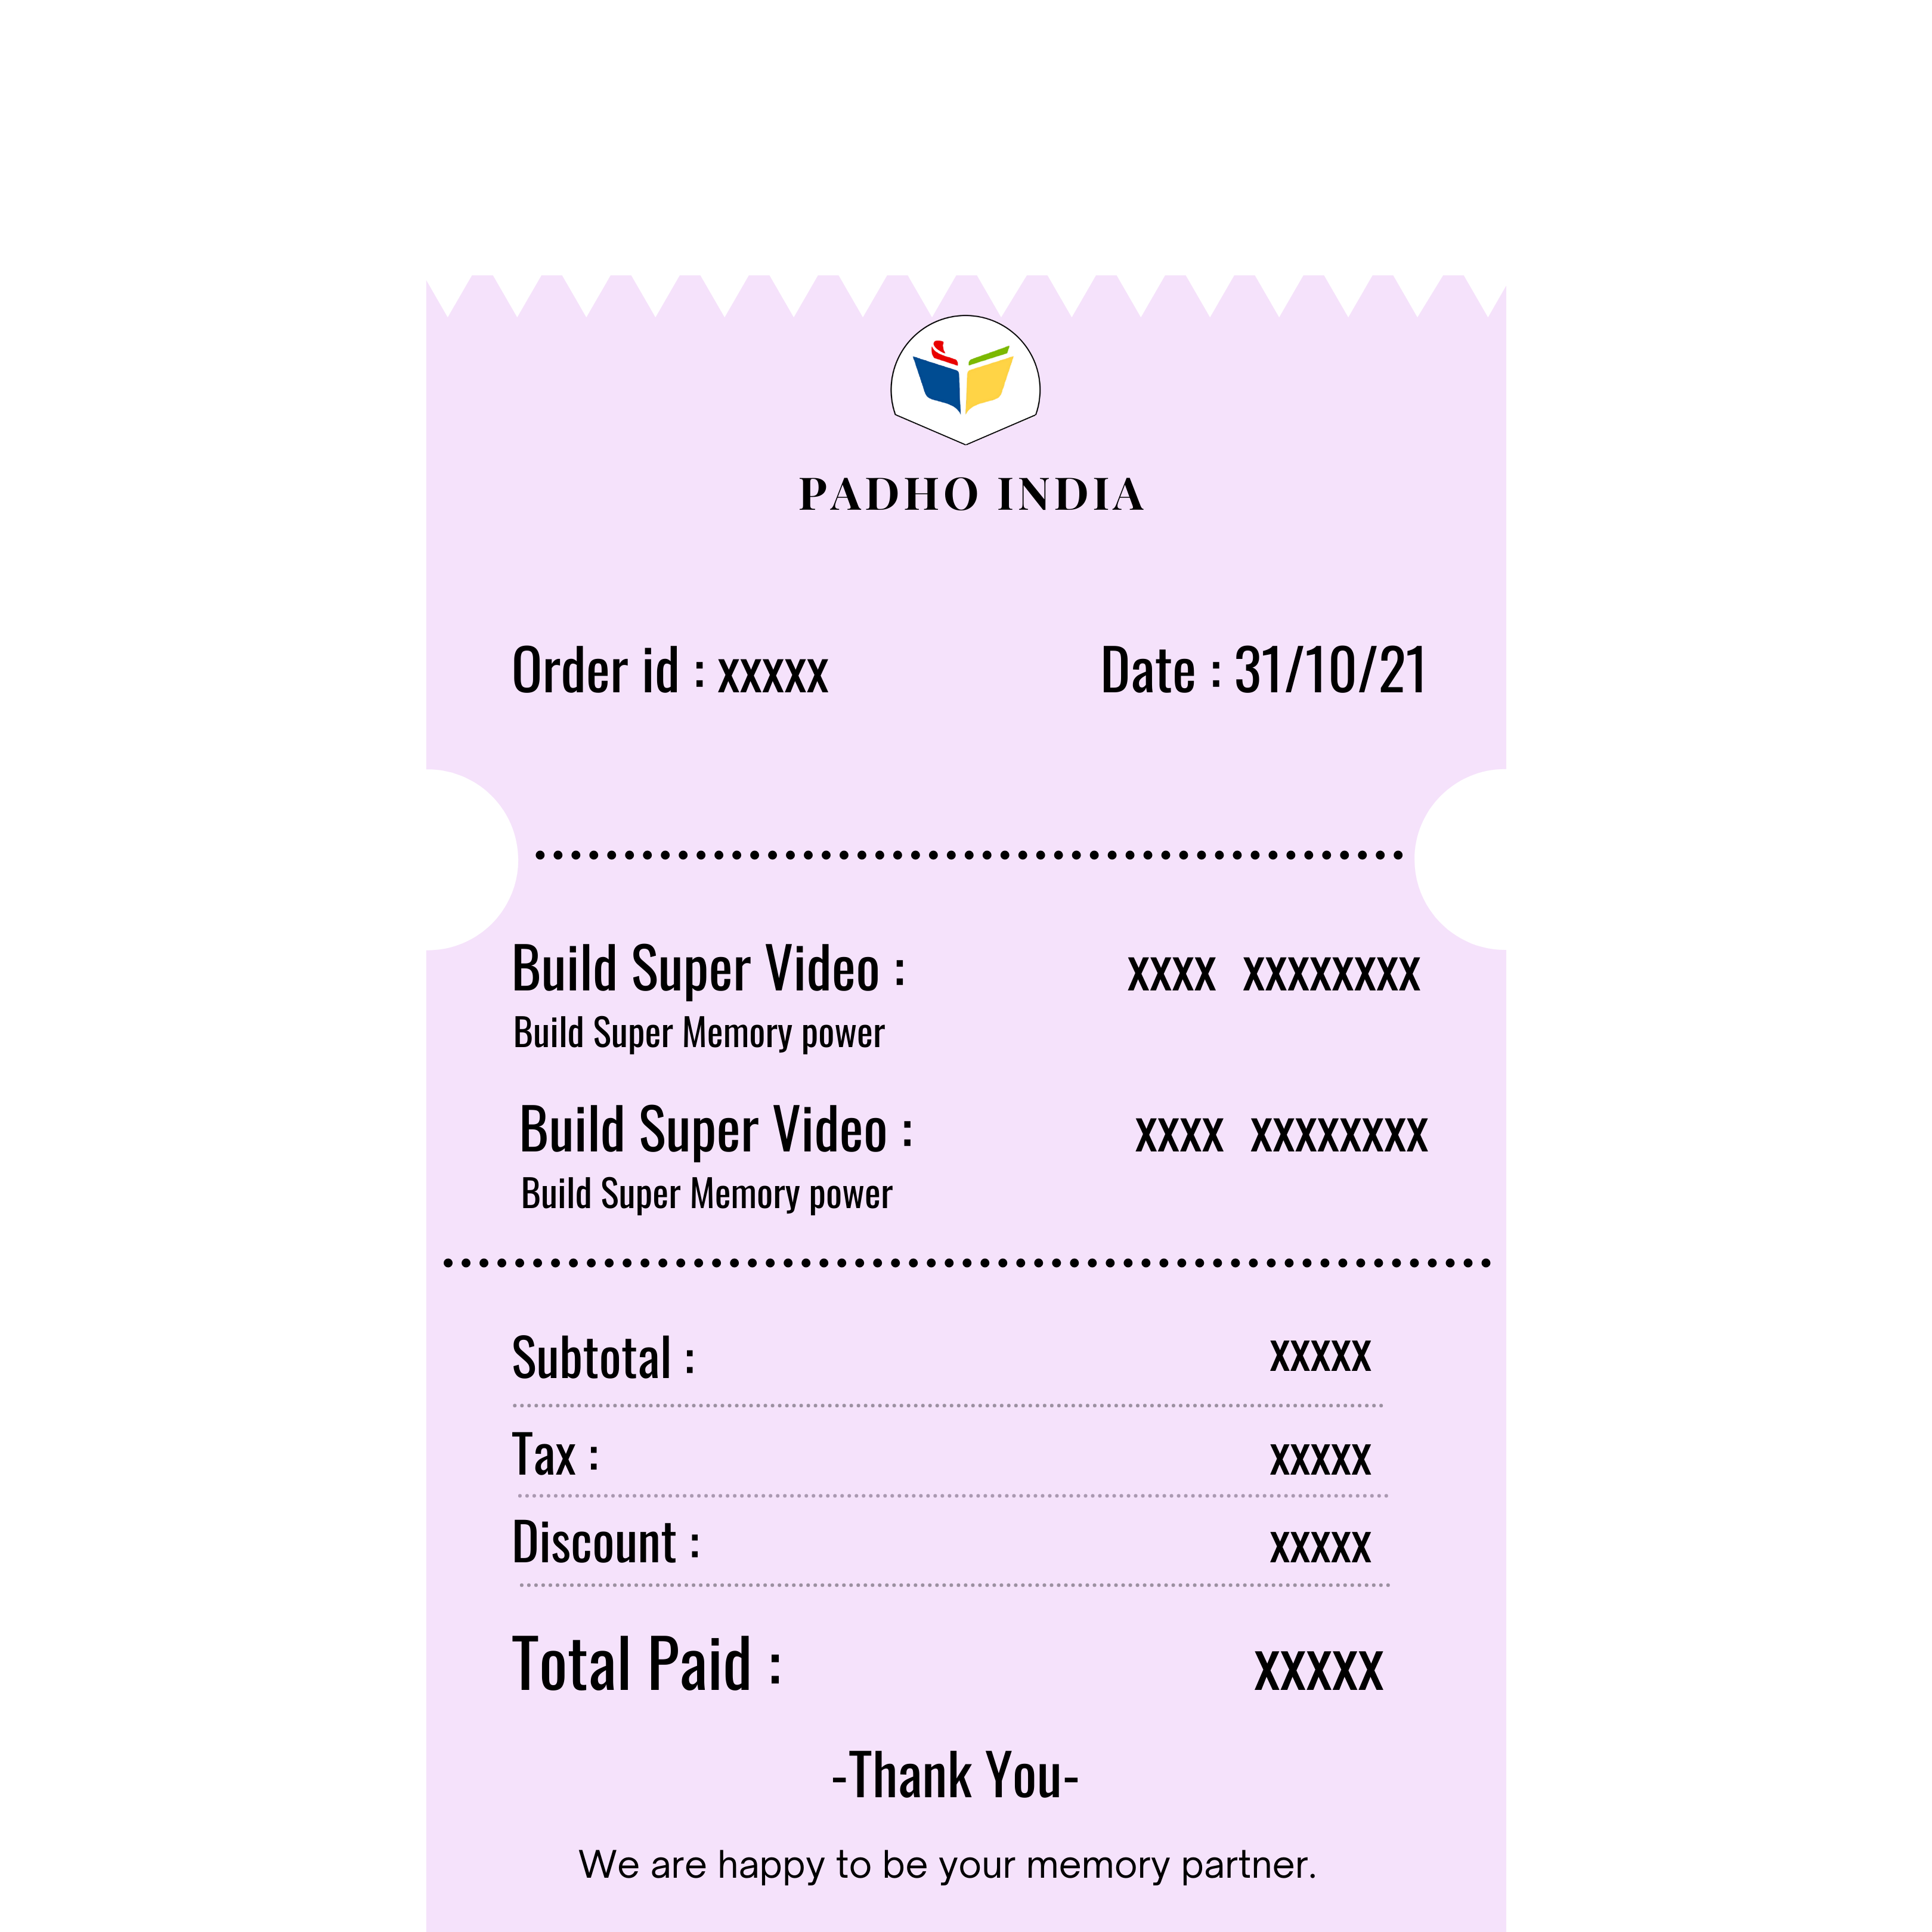 PADHO INDIA
Order id : xxxxx Date : 31/10/21
Build Super Video : xxxx xxxxxxxx
Build Super Memory power
Build Super Video : xxxx xxxxxxxx
Build Super Memory power
Subtotal : xxxxx
Tax : xxxxx
Discount : xxxxx
Total Paid : xxxxx
-Thank You-
We are happy to be your memory partner.